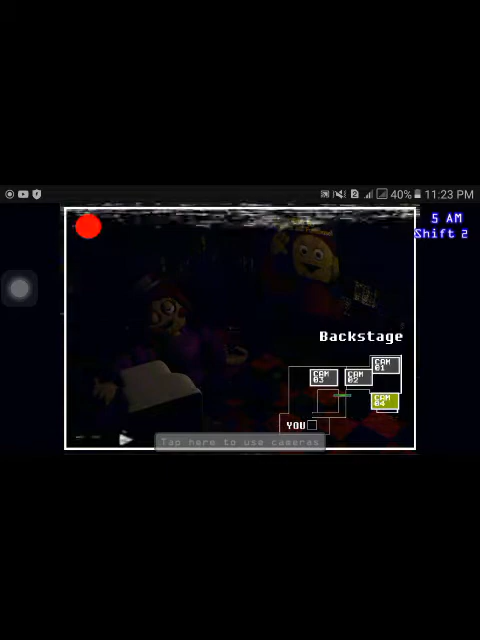 40% 11:23 PM
5 AM
Shift 2
Backstage
CAM
01
CAM
03
CAM
02
CAM
04
YOU
Tap here to use cameras